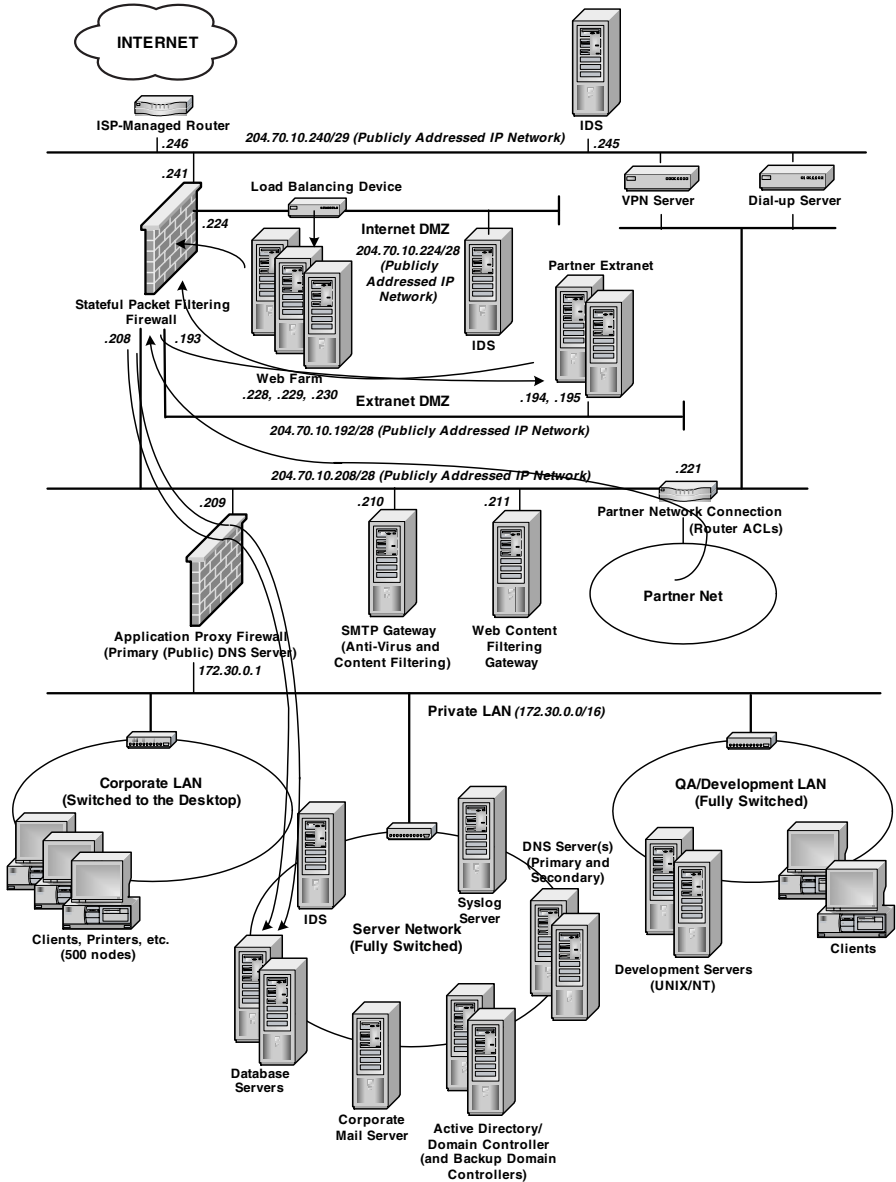 INTERNET
ISP-Managed Router
IDS
204.70.10.240/29 (Publicly Addressed IP Network)
.246
.245
.241
Load Balancing Device
VPN Server
Dial-up Server
.224
Internet DMZ
204.70.10.224/28
(Publicly
Addressed IP
Network)
Partner Extranet
Stateful Packet Filtering
Firewall
IDS
.208
.193
Web Farm
.228, .229, .230
.194, .195
Extranet DMZ
204.70.10.192/28 (Publicly Addressed IP Network)
204.70.10.208/28 (Publicly Addressed IP Network)
.221
.209
.210
.211
Partner Network Connection
(Router ACLs)
Partner Net
Application Proxy Firewall
(Primary (Public) DNS Server)
SMTP Gateway
(Anti-Virus and
Content Filtering)
Web Content
Filtering
Gateway
172.30.0.1
Private LAN (172.30.0.0/16)
Corporate LAN
(Switched to the Desktop)
QA/Development LAN
(Fully Switched)
DNS Server(s)
(Primary and
Secondary)
IDS
Syslog
Server
Server Network
(Fully Switched)
Clients, Printers, etc.
(500 nodes)
Clients
Development Servers
(UNIX/NT)
Database
Servers
Corporate
Mail Server
Active Directory/
Domain Controller
(and Backup Domain
Controllers)